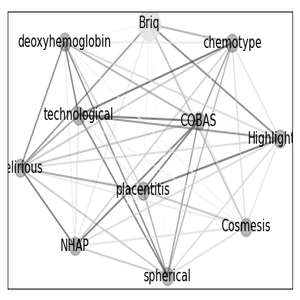 Briq
deoxyhemoglobin
chemotype
technological
COBAS
Highlight
elirious
placentitis
Cosmesis
NHAP
spherical